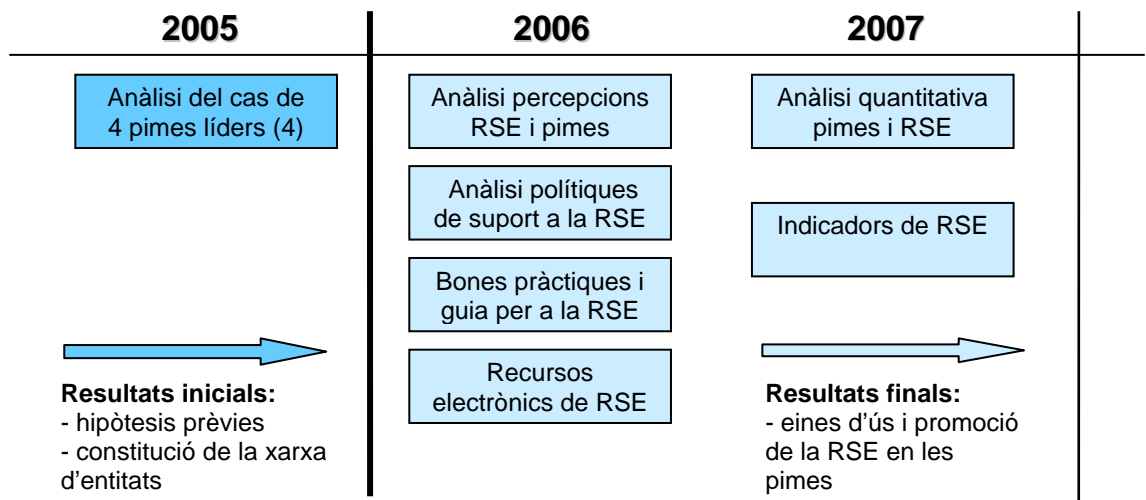 2005
2006
2007
Anàlisi del cas de
4 pimes líders (4)
Anàlisi percepcions
RSE i pimes
Anàlisi quantitativa
pimes i RSE
Anàlisi polítiques
de suport a la RSE
Indicadors de RSE
Bones pràctiques i
guia per a la RSE
Recursos
electrònics de RSE
Resultats inicials:
- hipòtesis prèvies
- constitució de la xarxa
d’entitats
Resultats finals:
- eines d’ús i promoció
de la RSE en les
pimes